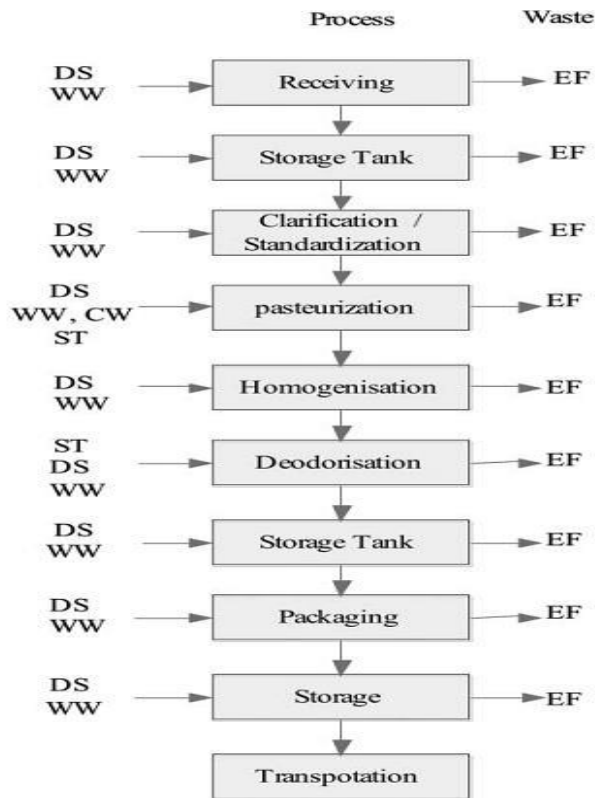 Process Waste
DS
WW
Receiving
EF
DS
WW
Storage Tank
EF
DS
WW
Clarification /
Standardization
EF
DS
WW, CW
ST
pasteurization
EF
DS
WW
Homogenisation
EF
ST
DS
WW
Deodorisation
EF
DS
WW
Storage Tank
EF
DS
WW
Packaging
EF
DS
WW
Storage
EF
Transpotation